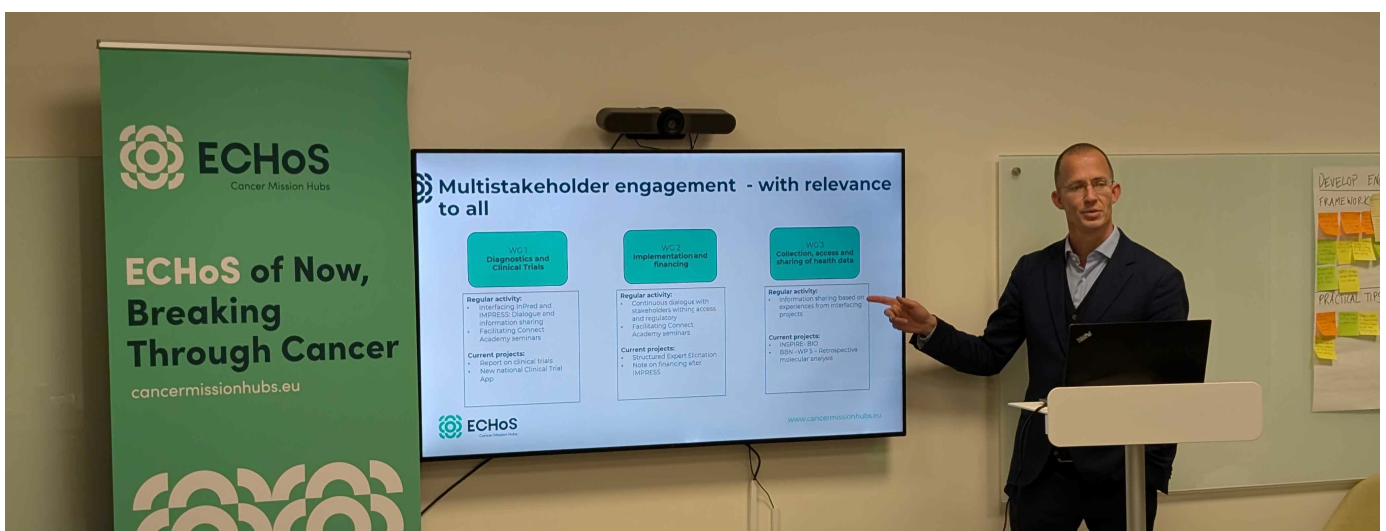 ECHoS
Cancer Mission Hubs
ECHoS of Now,
Breaking
Through Cancer
cancermissionhubs.eu
Multistakeholder engagement - with relevance
to all
WG 1
Diagnostics and
Clinical Trials
Regular activity:
• Interfacing InPred and
IMPRESS: Dialogue and
information sharing
• Facilitating Connect
Academy seminars
Current projects:
• Report on clinical trials
• New national Clinical Trial
App
WG 2
Implementation and
financing
Regular activity:
• Continuous dialogue with
stakeholders withing access
and regulatory
• Facilitating Connect
Academy seminars
Current projects:
• Structured Expert Elicitation
• Note on financing after
IMPRESS
WG 3
Collection, access and
sharing of health data
Regular activity:
• Information sharing based on
experiences from interfacing
projects
Current projects:
• INSPIRE-BIO
• BBN -WP 3 - Retrospective
molecular analysis
ECHoS
Cancer Mission Hubs
www.cancermissionhubs.eu
ThinkPad
DEVELOP
FRAMEWORK
PRACTICAL TIPS